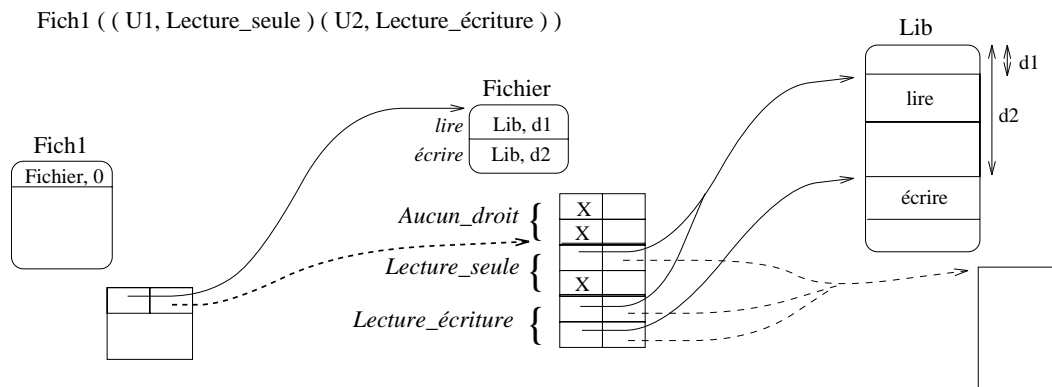 Fich1 ( ( U1, Lecture_seule ) ( U2, Lecture_écriture ) )
Lib
d1
Fichier
lire
d2
lire Lib, d1
Fich1
écrire Lib, d2
Fichier, 0
écrire
X
Aucun_droit {
X
Lecture_seule {
X
Lecture_écriture {